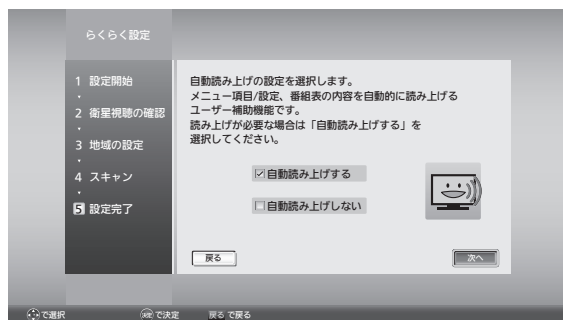 らくらく設定
1 設定開始
2 衛星視聴の確認
3 地域の設定
4 スキャン
5 設定完了
自動読み上げの設定を選択します。
メニュー項目/設定、番組表の内容を自動的に読み上げる
ユーザー補助機能です。
読み上げが必要な場合は「自動読み上げする」を
選択してください。
自動読み上げする
自動読み上げしない
戻る
次へ
で選択 決定 で決定 戻る で戻る